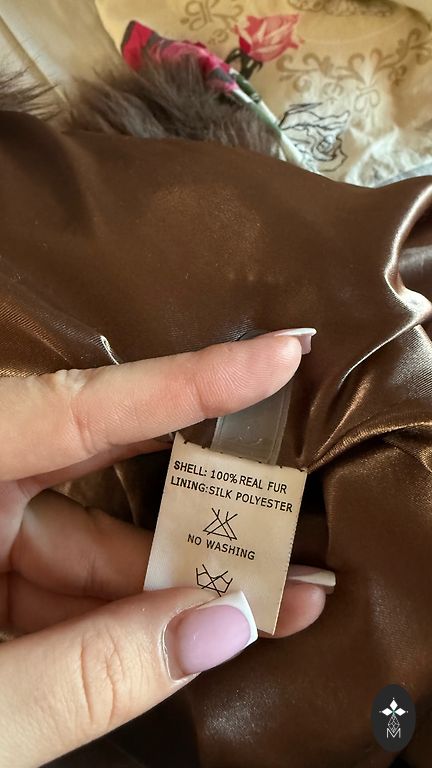 SHELL: 100% REAL FUR
LINING:SILK POLYESTER
NO WASHING